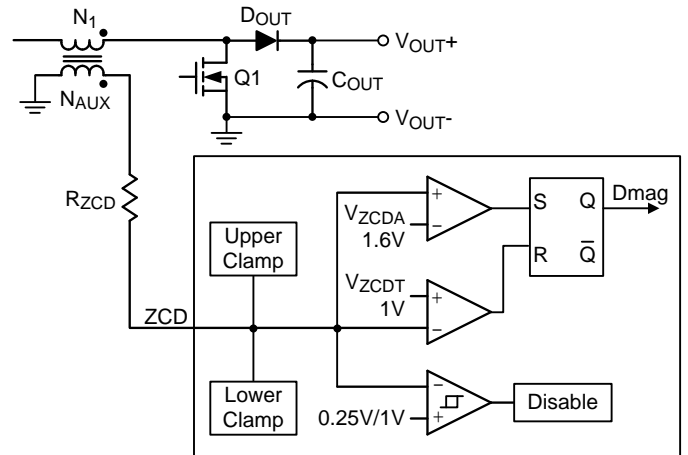 N1
DOUT
VOUT+
Q1
COUT
NAUX
VOUT-
RZCD
VZCDA
1.6V
+
−
S
Q
Dmag
R
Q̅
Upper
Clamp
VZCDT
1V
+
−
ZCD
Lower
Clamp
−
+
0.25V/1V
Disable